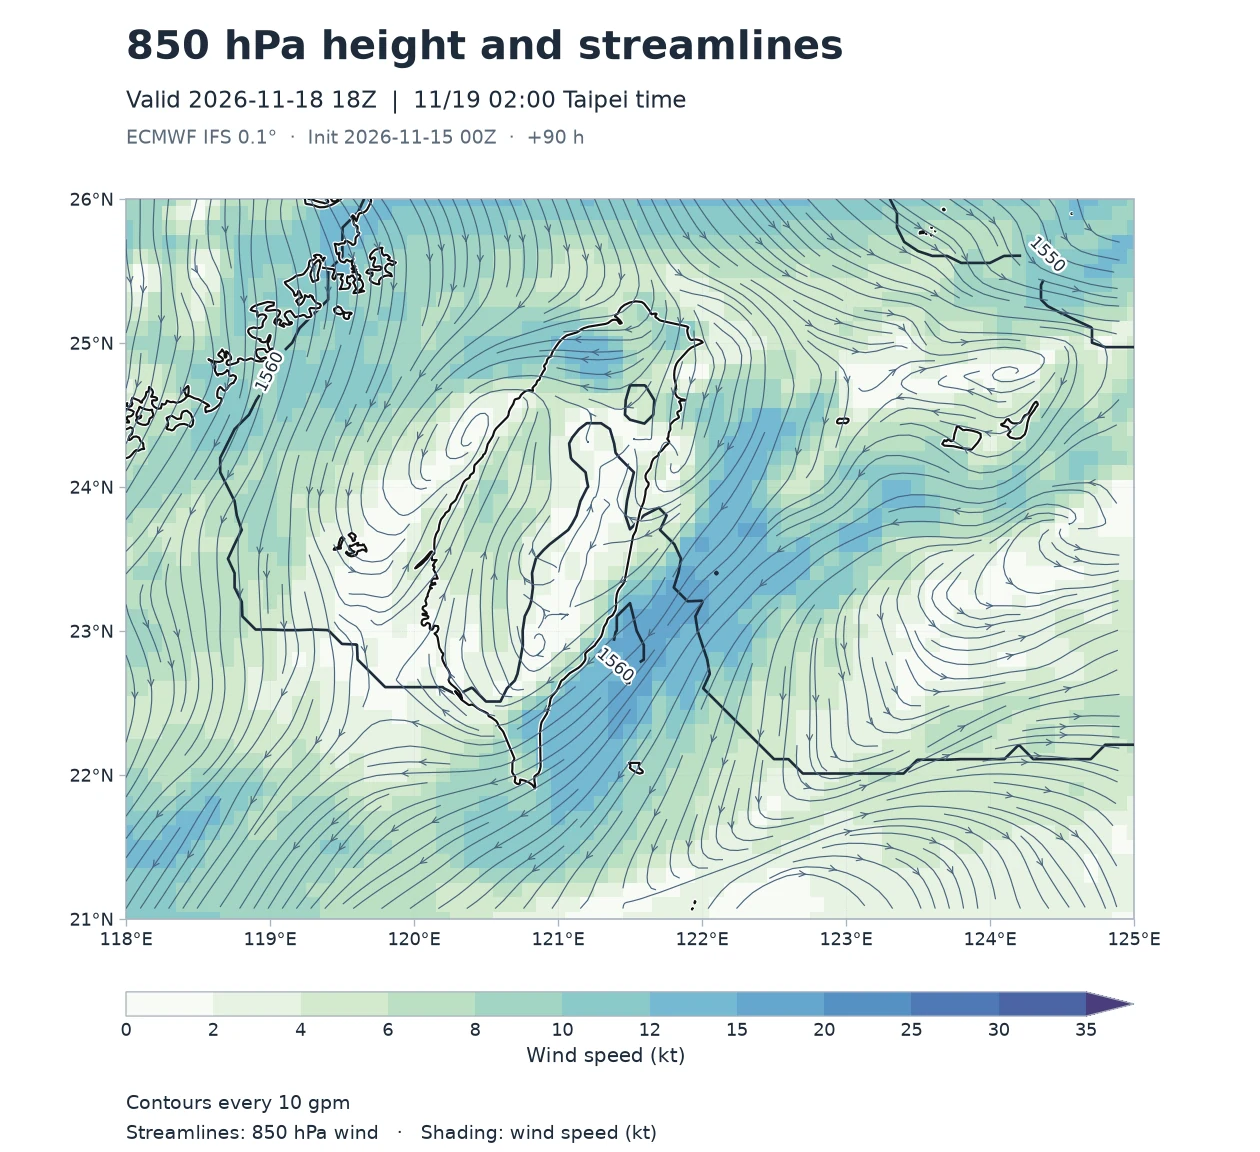 850 hPa height and streamlines
Valid 2026-11-18 18Z | 11/19 02:00 Taipei time
ECMWF IFS 0.1° · Init 2026-11-15 00Z · +90 h
26°N
1550
25°N
1560
24°N
23°N
1560
22°N
21°N
118°E 119°E 120°E 121°E 122°E 123°E 124°E 125°E
0 2 4 6 8 10 12 15 20 25 30 35
Wind speed (kt)
Contours every 10 gpm
Streamlines: 850 hPa wind · Shading: wind speed (kt)